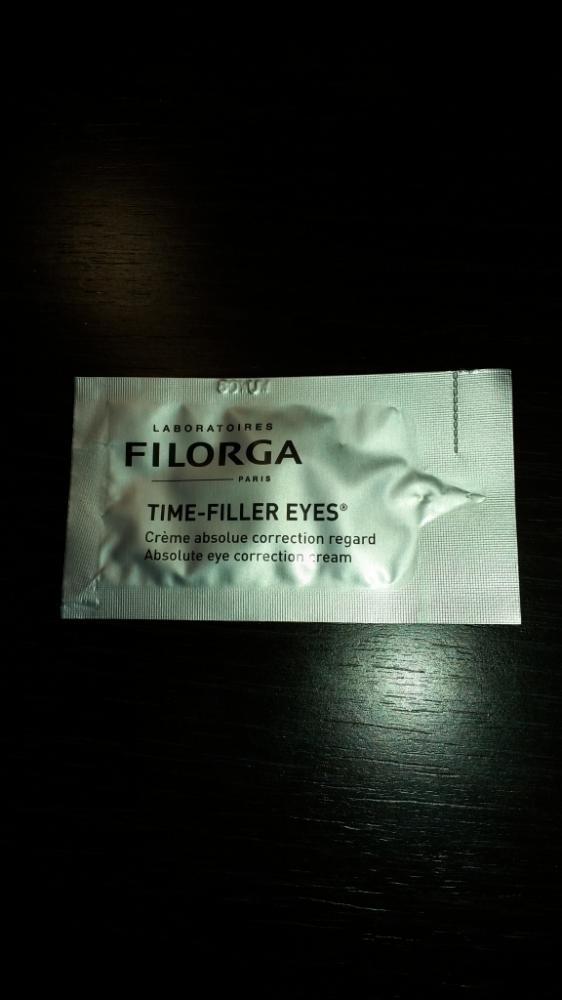 LABORATOIRES
FILORGA
PARIS
TIME-FILLER EYES®
Crème absolue correction regard
Absolute eye correction cream